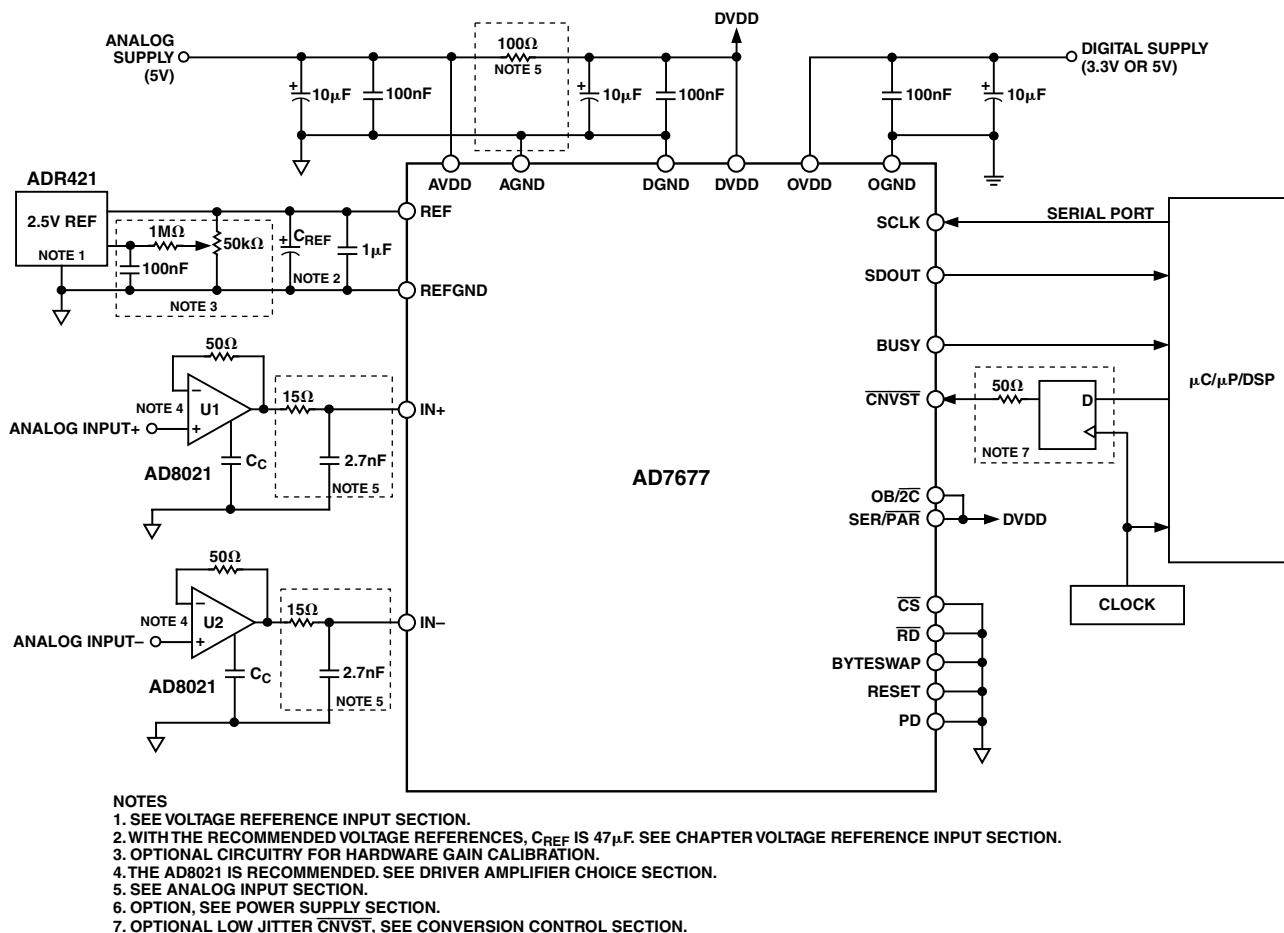 DVDD
ANALOG
SUPPLY
(5V)
100Ω
NOTE 5
DIGITAL SUPPLY
(3.3V OR 5V)
+
10μF
100nF
+
10μF
100nF
100nF
+
10μF
AVDD
AGND
DGND
DVDD
OVDD
OGND
ADR421
2.5V REF
NOTE 1
1MΩ
50kΩ
100nF
NOTE 3
+
CREF
NOTE 2
1μF
REF
REFGND
SCLK
SERIAL PORT
SDOUT
BUSY
CNVST
50Ω
D
NOTE 7
μC/μP/DSP
50Ω
–
U1
+
NOTE 4
ANALOG INPUT+
AD8021
CC
15Ω
2.7nF
NOTE 5
IN+
AD7677
OB/2C
SER/PAR
DVDD
50Ω
–
U2
+
NOTE 4
ANALOG INPUT–
AD8021
CC
15Ω
2.7nF
NOTE 5
IN–
CS
RD
BYTESWAP
RESET
PD
CLOCK
NOTES
1. SEE VOLTAGE REFERENCE INPUT SECTION.
2. WITH THE RECOMMENDED VOLTAGE REFERENCES, CREF IS 47μF. SEE CHAPTER VOLTAGE REFERENCE INPUT SECTION.
3. OPTIONAL CIRCUITRY FOR HARDWARE GAIN CALIBRATION.
4. THE AD8021 IS RECOMMENDED. SEE DRIVER AMPLIFIER CHOICE SECTION.
5. SEE ANALOG INPUT SECTION.
6. OPTION, SEE POWER SUPPLY SECTION.
7. OPTIONAL LOW JITTER CNVST, SEE CONVERSION CONTROL SECTION.